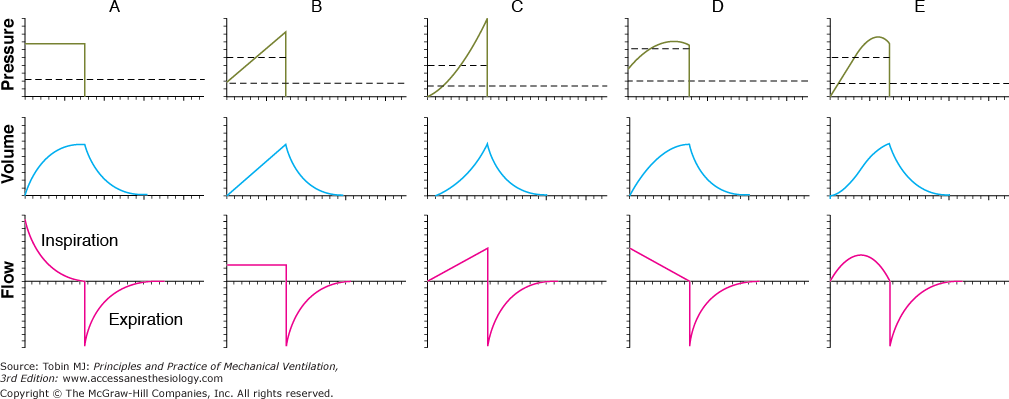 A B C D E
Pressure
Volume
Flow
Inspiration
Expiration
Source: Tobin MJ: Principles and Practice of Mechanical Ventilation,
3rd Edition: www.accessanesthesiology.com
Copyright © The McGraw-Hill Companies, Inc. All rights reserved.